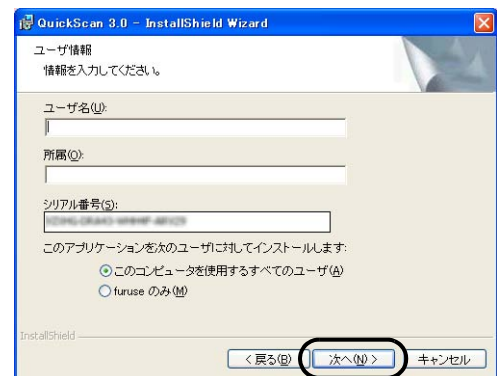 QuickScan 3.0 - InstallShield Wizard
ユーザ情報
情報を入力してください。
ユーザ名(U):
所属(O):
シリアル番号(S):
このアプリケーションを次のユーザに対してインストールします:
このコンピュータを使用するすべてのユーザ(A)
furuse のみ(M)
InstallShield
< 戻る(B)
次へ(N) >
キャンセル